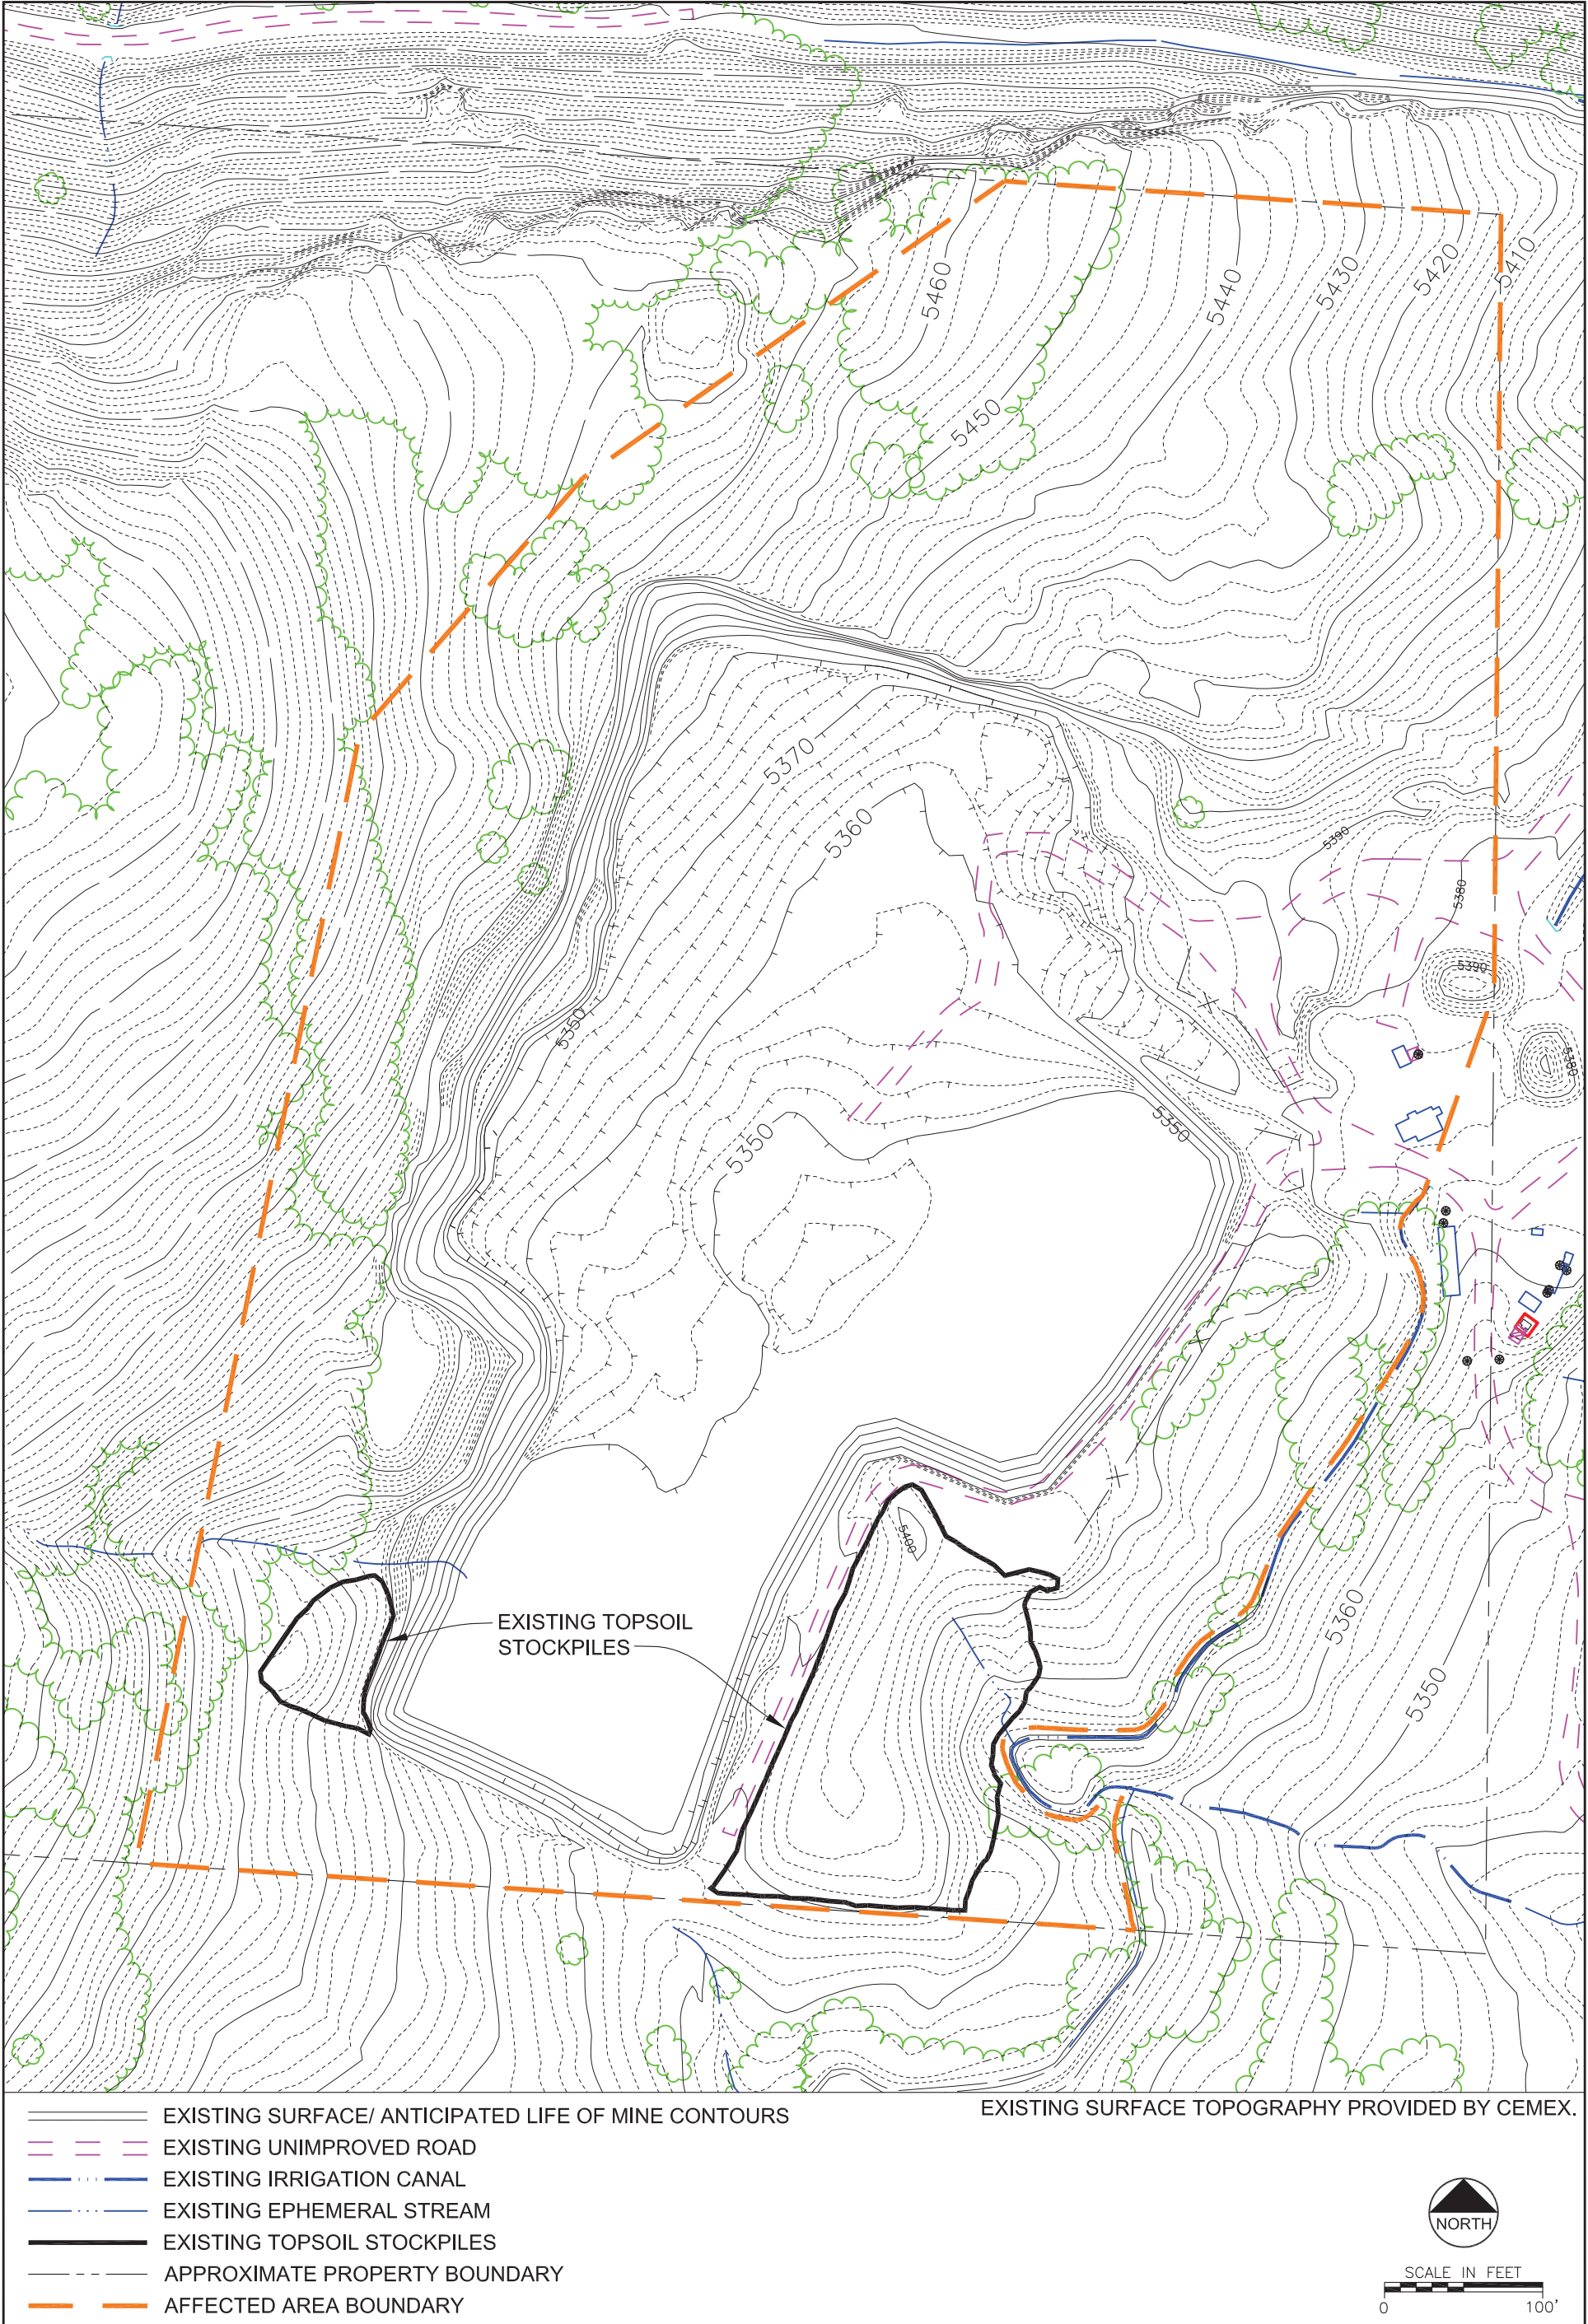 5460
5440
5430
5420
5410
5450
5370
5360
5390
5380
5390
5350
5380
5350
5350
5400
EXISTING TOPSOIL
STOCKPILES
5360
5350
EXISTING SURFACE/ ANTICIPATED LIFE OF MINE CONTOURS
EXISTING SURFACE TOPOGRAPHY PROVIDED BY CEMEX.
EXISTING UNIMPROVED ROAD
EXISTING IRRIGATION CANAL
EXISTING EPHEMERAL STREAM
EXISTING TOPSOIL STOCKPILES
APPROXIMATE PROPERTY BOUNDARY
AFFECTED AREA BOUNDARY
NORTH
SCALE IN FEET
0 100'